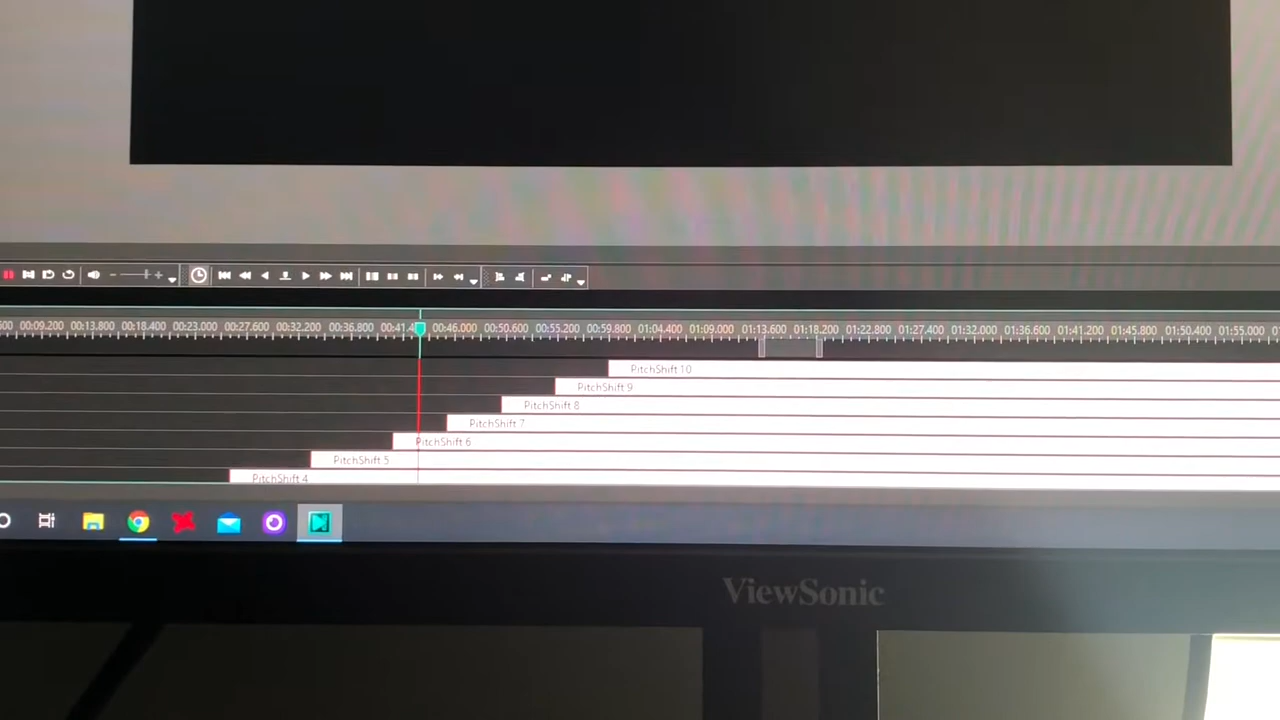 00:09.200 00:13.800 00:18.400 00:23.000 00:27.600 00:32.200 00:36.800 00:46.000 00:50.600 00:55.200 00:59.800 01:04.400 01:09.000 01:13.600 01:18.200 01:22.800 01:27.400 01:32.000 01:36.600 01:41.200 01:45.800 01:50.400 01:55.000
PitchShift 10
PitchShift 9
PitchShift 8
PitchShift 7
PitchShift 6
PitchShift 5
PitchShift 4
ViewSonic